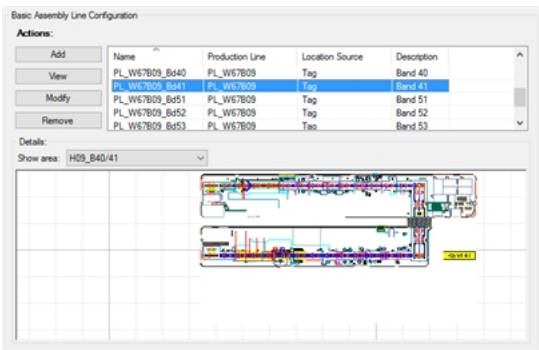 Basic Assembly Line Configuration
Actions:
Add
View
Modify
Remove
Name Production Line Location Source Description
PL_W67B09_Bd40 PL_W67B09 Tag Band 40
PL_W67B09_Bd41 PL_W67B09 Tag Band 41
PL_W67B09_Bd51 PL_W67B09 Tag Band 51
PL_W67B09_Bd52 PL_W67B09 Tag Band 52
PL_W67B09_Bd53 PL_W67B09 Tag Band 53
Details:
Show area: H09_B40/41